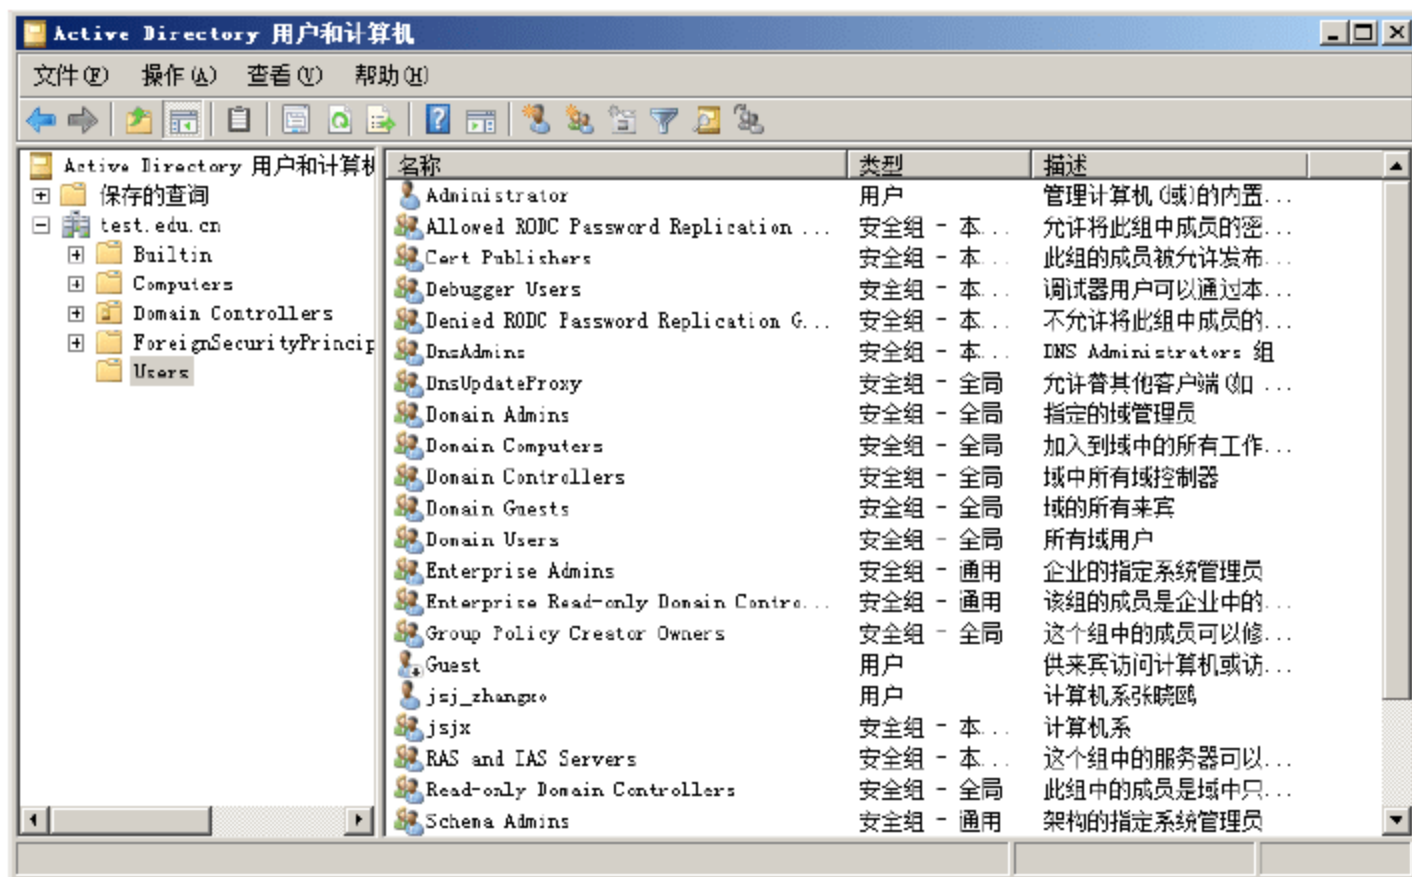 Active Directory 用户和计算机
文件(F) 操作(A) 查看(V) 帮助(H)
Active Directory 用户和计算机
保存的查询
test.edu.cn
Builtin
Computers
Domain Controllers
ForeignSecurityPrincip
Users
名称 类型 描述
Administrator 用户 管理计算机(域)的内置...
Allowed RODC Password Replication ... 安全组 - 本... 允许将此组中成员的密...
Cert Publishers 安全组 - 本... 此组的成员被允许发布...
Debugger Users 安全组 - 本... 调试器用户可以通过本...
Denied RODC Password Replication G... 安全组 - 本... 不允许将此组中成员的...
DnsAdmins 安全组 - 本... DNS Administrators 组
DnsUpdateProxy 安全组 - 全局 允许替其他客户端(如 ...
Domain Admins 安全组 - 全局 指定的域管理员
Domain Computers 安全组 - 全局 加入到域中的所有工作...
Domain Controllers 安全组 - 全局 域中所有域控制器
Domain Guests 安全组 - 全局 域的所有来宾
Domain Users 安全组 - 全局 所有域用户
Enterprise Admins 安全组 - 通用 企业的指定系统管理员
Enterprise Read-only Domain Contro... 安全组 - 通用 该组的成员是企业中的...
Group Policy Creator Owners 安全组 - 全局 这个组中的成员可以修...
Guest 用户 供来宾访问计算机或访...
jsj_zhangxo 用户 计算机系张晓鸥
jsjx 安全组 - 本... 计算机系
RAS and IAS Servers 安全组 - 本... 这个组中的服务器可以...
Read-only Domain Controllers 安全组 - 全局 此组中的成员是域中只...
Schema Admins 安全组 - 通用 架构的指定系统管理员